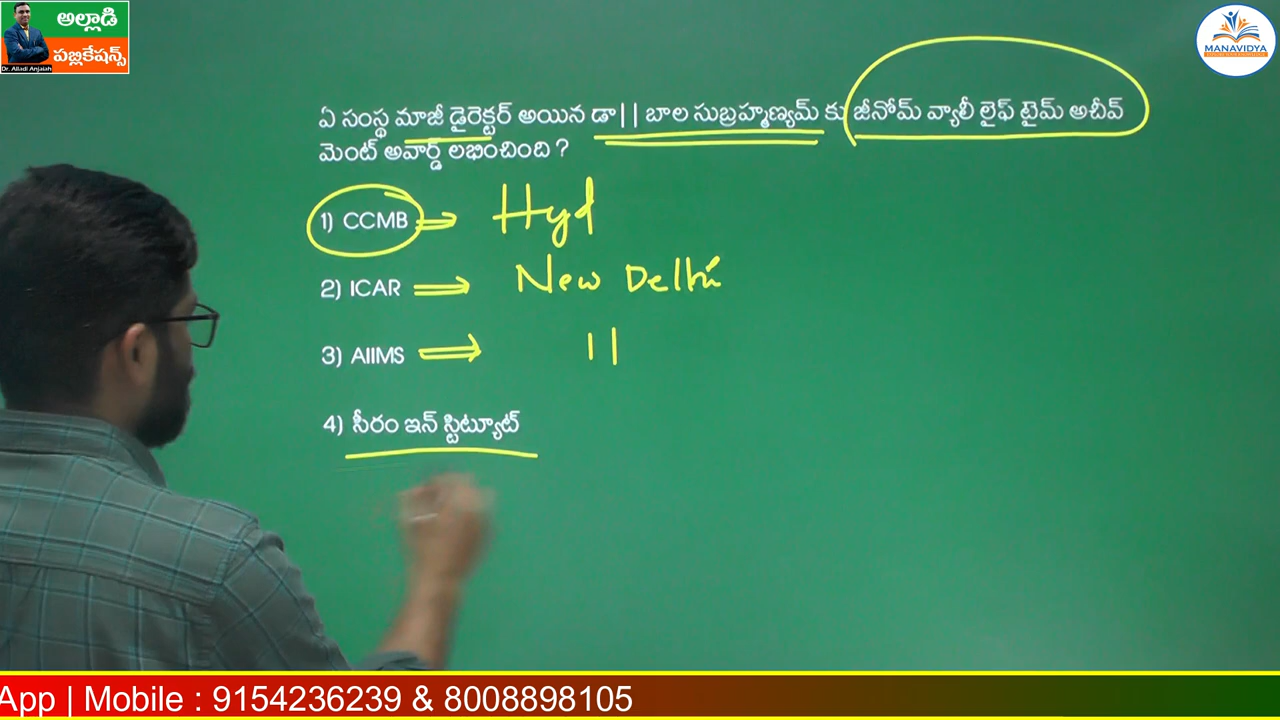 అల్లాడి
పబ్లికేషన్స్
Dr. Alladi Anjaiah
MANAVIDYA
ఏ సంస్థ మాజీ డైరెక్టర్ అయిన డా|| బాల సుబ్రహ్మణ్యమ్ కు జీనోమ్ వ్యాలీ లైఫ్ టైమ్ అచీవ్
మెంట్ అవార్డ్ లభించింది ?
1) CCMB ⇒ Hyd
2) ICAR ⇒ New Delhi
3) AIIMS ⇒ 11
4) సీరం ఇన్ స్టిట్యూట్
App | Mobile : 9154236239 & 8008898105